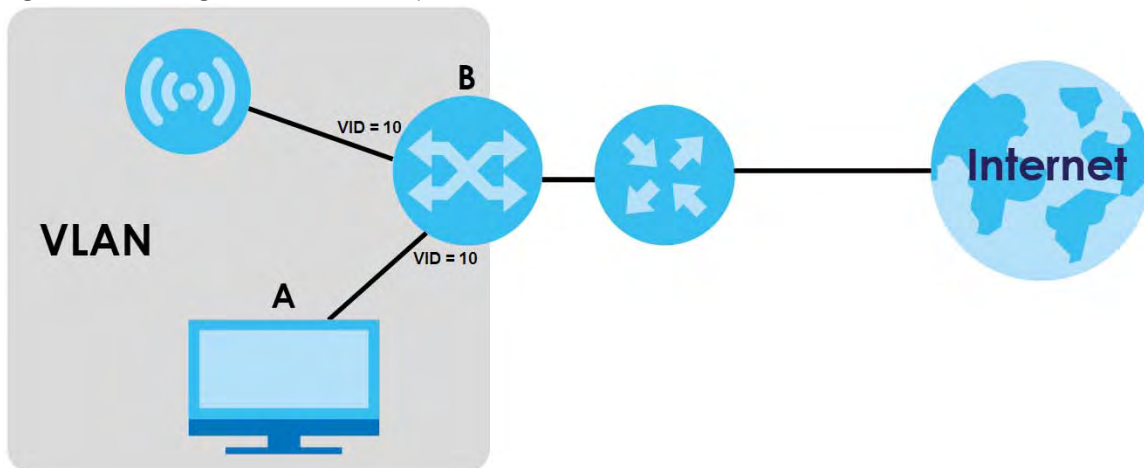 B
VID = 10
Internet
VLAN
VID = 10
A